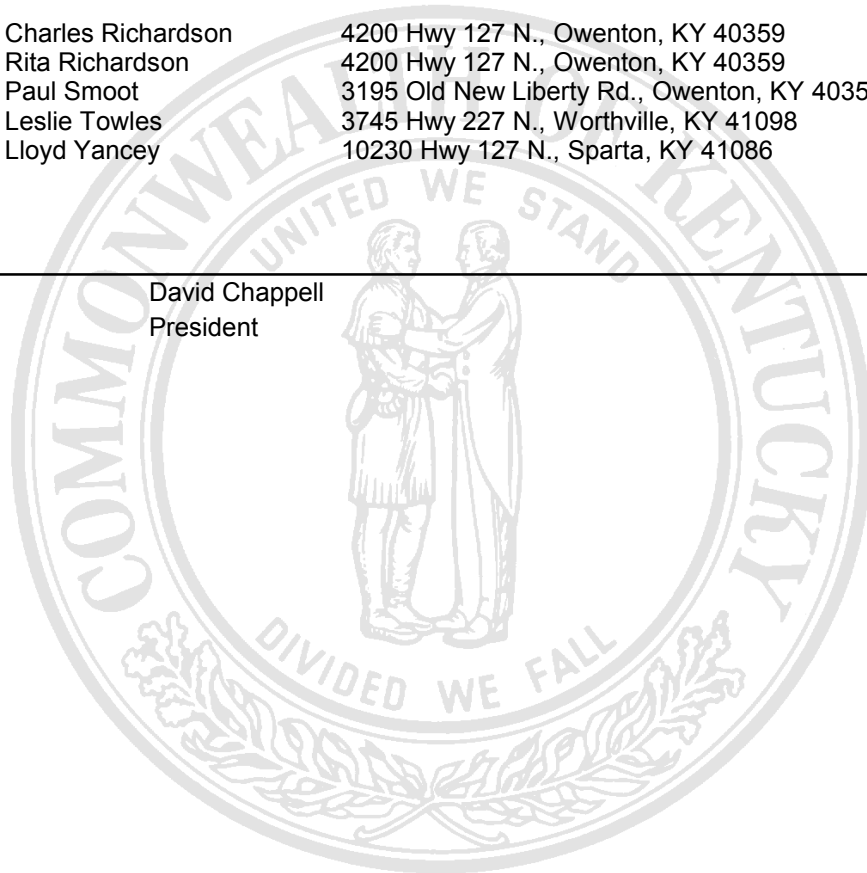 Charles Richardson 4200 Hwy 127 N., Owenton, KY 40359
Rita Richardson 4200 Hwy 127 N., Owenton, KY 40359
Paul Smoot 3195 Old New Liberty Rd., Owenton, KY 4035
Leslie Towles 3745 Hwy 227 N., Worthville, KY 41098
Lloyd Yancey 10230 Hwy 127 N., Sparta, KY 41086
COMMONWEALTH OF KENTUCKY
UNITED WE STAND
David Chappell
President
DIVIDED WE FALL